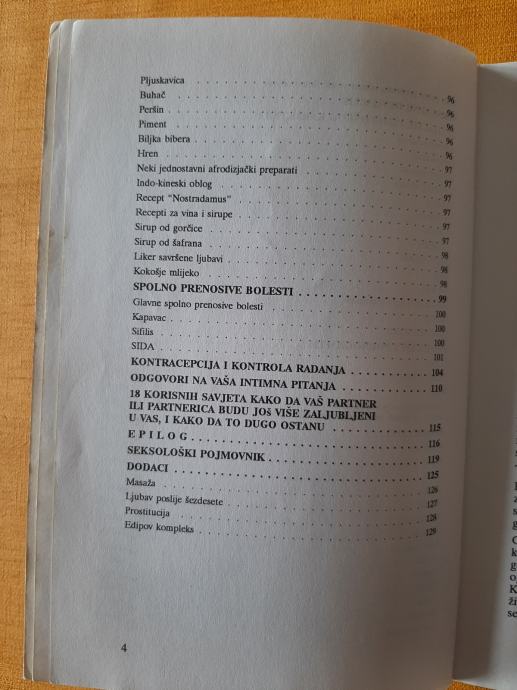 Pljuskavica . . . 96
Buhač . . . 96
Peršin . . . 96
Piment . . . 96
Biljka bibera . . . 96
Hren . . . 97
Neki jednostavni afrodizjački preparati . . . 97
Indo-kineski oblog . . . 97
Recept "Nostradamus" . . . 97
Recepti za vina i sirupe . . . 97
Sirup od gorčice . . . 97
Sirup od šafrana . . . 98
Liker savršene ljubavi . . . 98
Kokošje mlijeko . . . 98
SPOLNO PRENOSIVE BOLESTI . . . 99
Glavne spolno prenosive bolesti . . . 100
Kapavac . . . 100
Sifilis . . . 100
SIDA . . . 101
KONTRACEPCIJA I KONTROLA RAĐANJA . . . 104
ODGOVORI NA VAŠA INTIMNA PITANJA . . . 110
18 KORISNIH SAVJETA KAKO DA VAŠ PARTNER
ILI PARTNERICA BUDU JOŠ VIŠE ZALJUBLJENI
U VAS, I KAKO DA TO DUGO OSTANU . . . 115
E P I L O G . . . 116
SEKSOLOŠKI POJMOVNIK . . . 119
DODACI . . . 125
Masaža . . . 126
Ljubav poslije šezdesete . . . 127
Prostitucija . . . 128
Edipov kompleks . . . 129
4